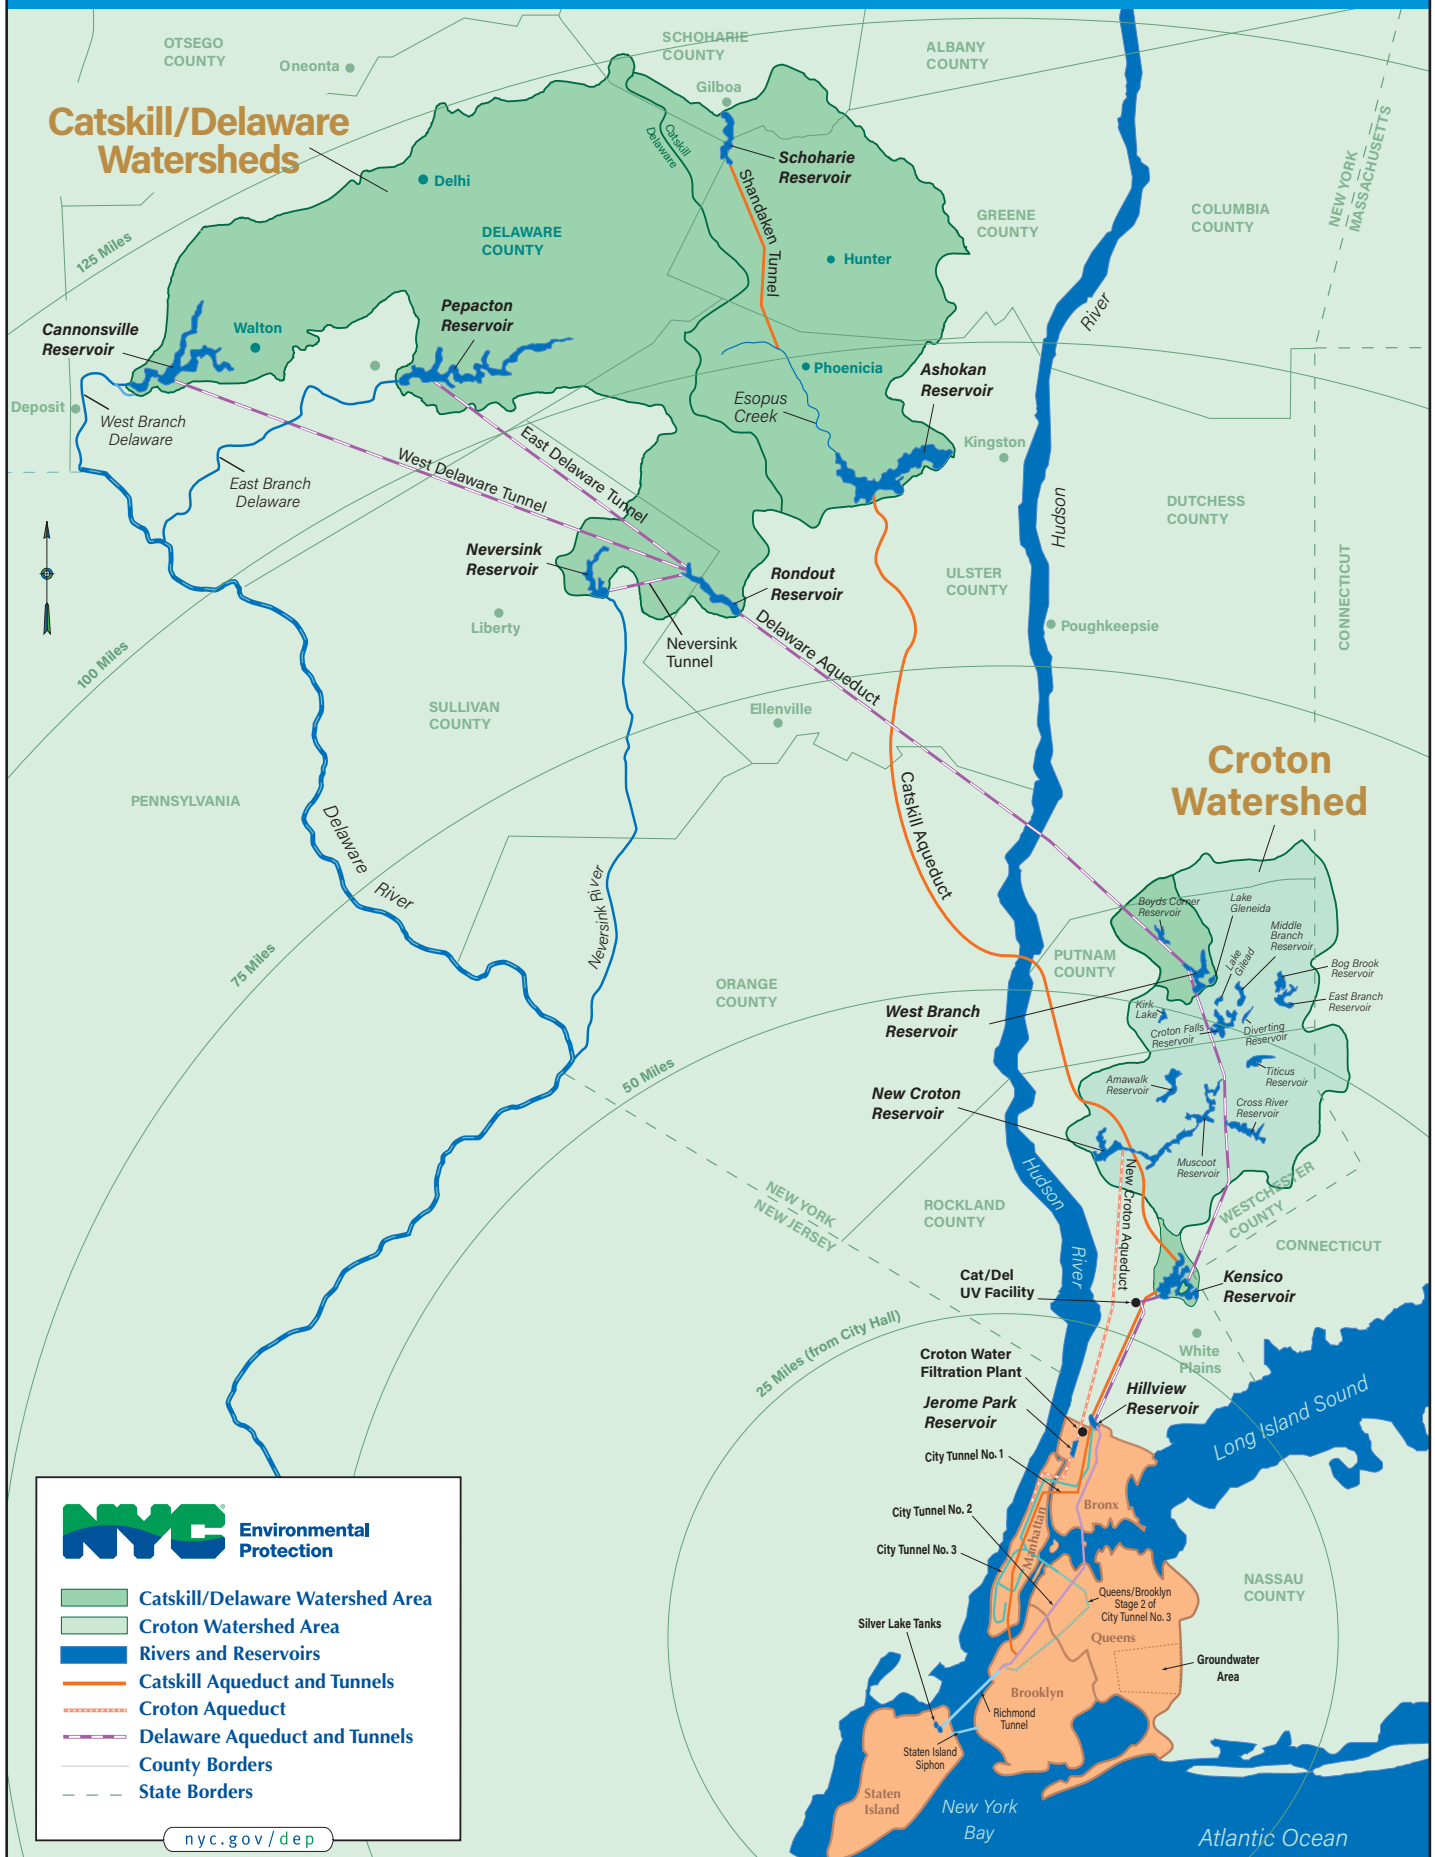 OTSEGO
COUNTY
Oneonta
SCHOHARIE
COUNTY
Gilboa
ALBANY
COUNTY
Catskill/Delaware
Watersheds
Delhi
Catskill
Delaware
Schoharie
Reservoir
Shandaken Tunnel
NEW YORK
MASSACHUSETTS
GREENE
COUNTY
COLUMBIA
COUNTY
125 Miles
DELAWARE
COUNTY
Hunter
River
Cannonsville
Reservoir
Walton
Pepacton
Reservoir
Phoenicia
Ashokan
Reservoir
Esopus
Creek
Deposit
West Branch
Delaware
East Branch
Delaware
West Delaware Tunnel
East Delaware Tunnel
Kingston
Hudson
DUTCHESS
COUNTY
Neversink
Reservoir
Rondout
Reservoir
ULSTER
COUNTY
CONNECTICUT
Liberty
Neversink
Tunnel
Delaware Aqueduct
Poughkeepsie
100 Miles
SULLIVAN
COUNTY
Ellenville
Croton
Watershed
PENNSYLVANIA
Delaware
River
Catskill Aqueduct
Neversink River
75 Miles
ORANGE
COUNTY
PUTNAM
COUNTY
Boyds Corner
Reservoir
Lake
Gleneida
Middle
Branch
Reservoir
Lake
Gilead
Bog Brook
Reservoir
East Branch
Reservoir
Kirk
Lake
Croton Falls
Reservoir
Diverting
Reservoir
West Branch
Reservoir
Titicus
Reservoir
Amawalk
Reservoir
Cross River
Reservoir
50 Miles
New Croton
Reservoir
Muscoot
Reservoir
New Croton Aqueduct
Hudson
River
NEW YORK
NEW JERSEY
ROCKLAND
COUNTY
WESTCHESTER
COUNTY
CONNECTICUT
Cat/Del
UV Facility
Kensico
Reservoir
White
Plains
25 Miles (from City Hall)
Croton Water
Filtration Plant
Jerome Park
Reservoir
Hillview
Reservoir
Long Island Sound
City Tunnel No. 1
City Tunnel No. 2
City Tunnel No. 3
Bronx
Manhattan
Queens/Brooklyn
Stage 2 of
City Tunnel No. 3
NASSAU
COUNTY
Silver Lake Tanks
Queens
Groundwater
Area
Brooklyn
Richmond
Tunnel
Staten Island
Siphon
Staten
Island
New York
Bay
Atlantic Ocean
NYC
Environmental
Protection
Catskill/Delaware Watershed Area
Croton Watershed Area
Rivers and Reservoirs
Catskill Aqueduct and Tunnels
Croton Aqueduct
Delaware Aqueduct and Tunnels
County Borders
State Borders
nyc.gov/dep